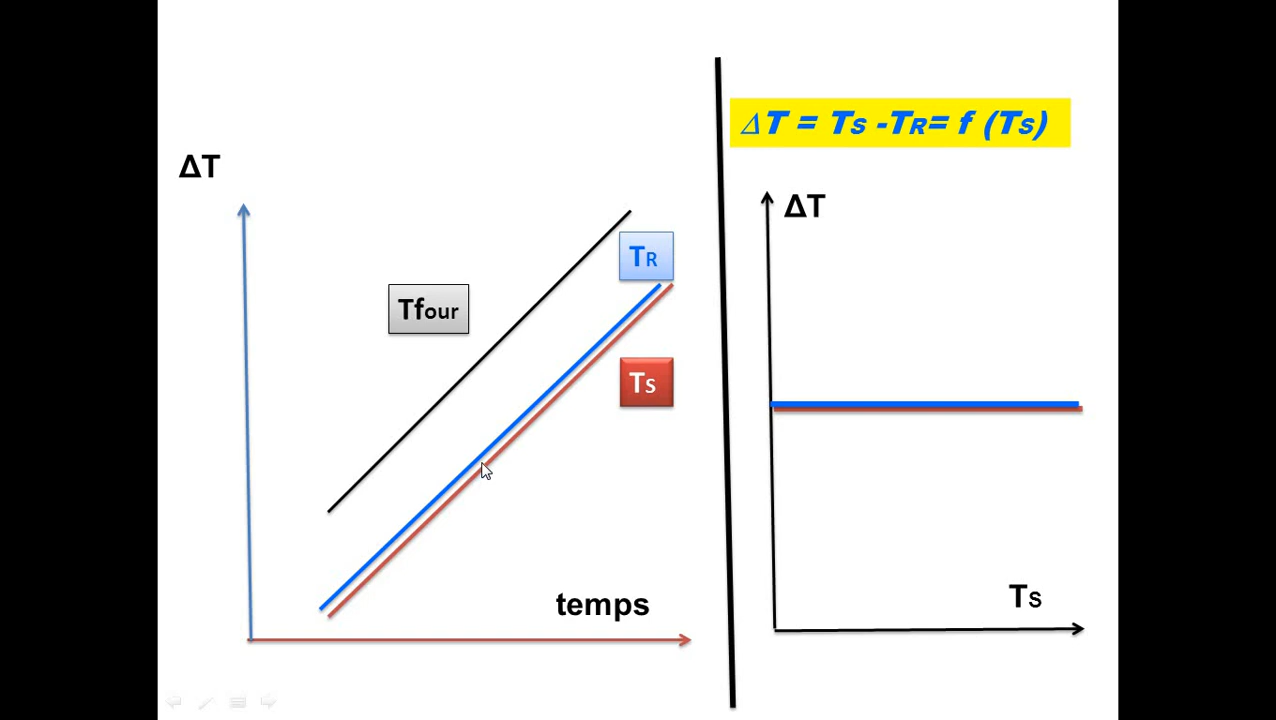 ΔT
Tfour
TR
TS
temps
ΔT = TS -TR= f (TS)
ΔT
TS